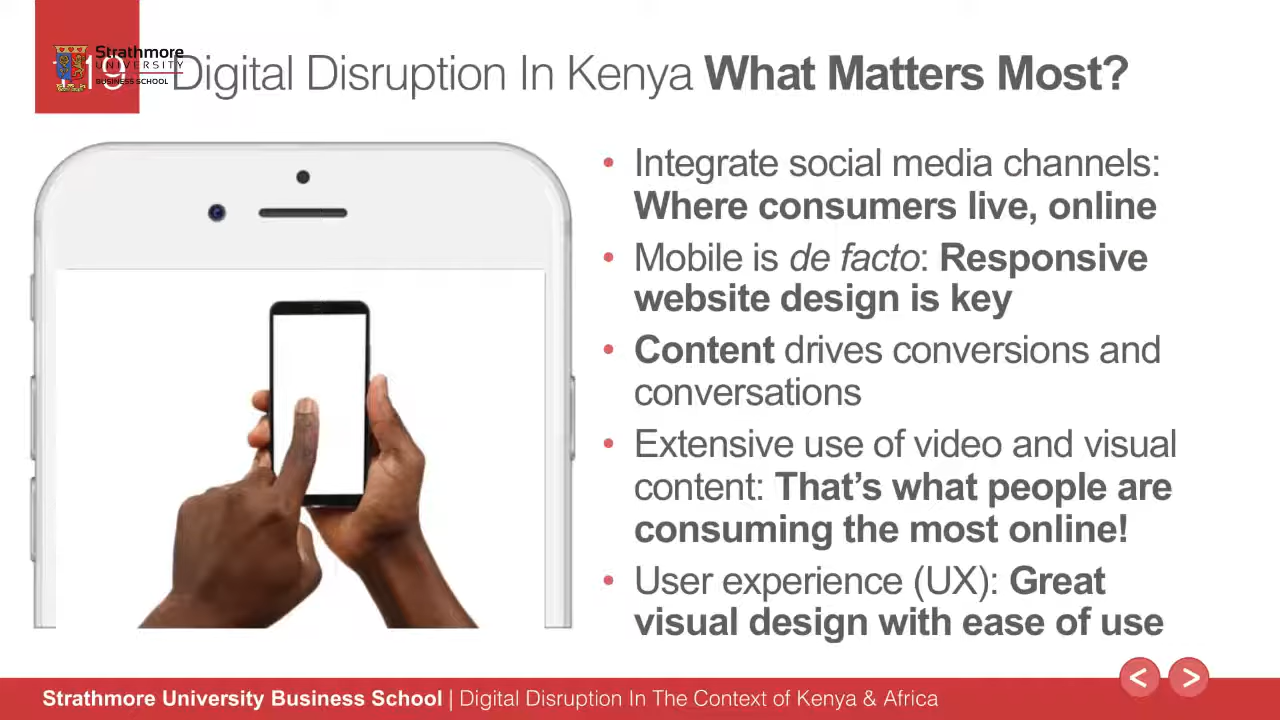 Strathmore
UNIVERSITY
BUSINESS SCHOOL
119
Digital Disruption In Kenya What Matters Most?
• Integrate social media channels:
Where consumers live, online
• Mobile is de facto: Responsive
website design is key
• Content drives conversions and
conversations
• Extensive use of video and visual
content: That's what people are
consuming the most online!
• User experience (UX): Great
visual design with ease of use
Strathmore University Business School | Digital Disruption In The Context of Kenya & Africa